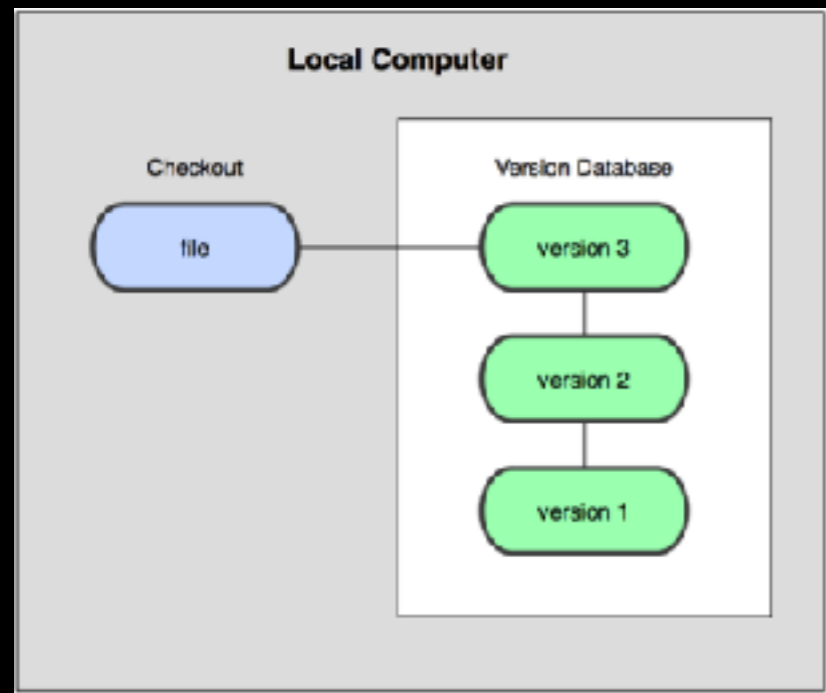 Local Computer
Checkout
Version Database
file
version 3
version 2
version 1